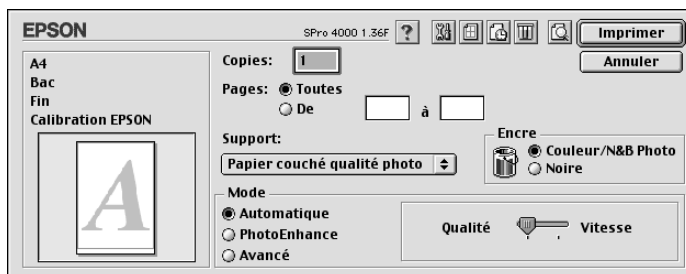 EPSON
SPro 4000 1.36F
?
Imprimer
A4
Bac
Fin
Calibration EPSON
A
Copies: 1
Annuler
Pages: Toutes
De à
Support:
Papier couché qualité photo
Encre
Couleur/N&B Photo
Noire
Mode
Automatique
PhotoEnhance
Avancé
Qualité Vitesse